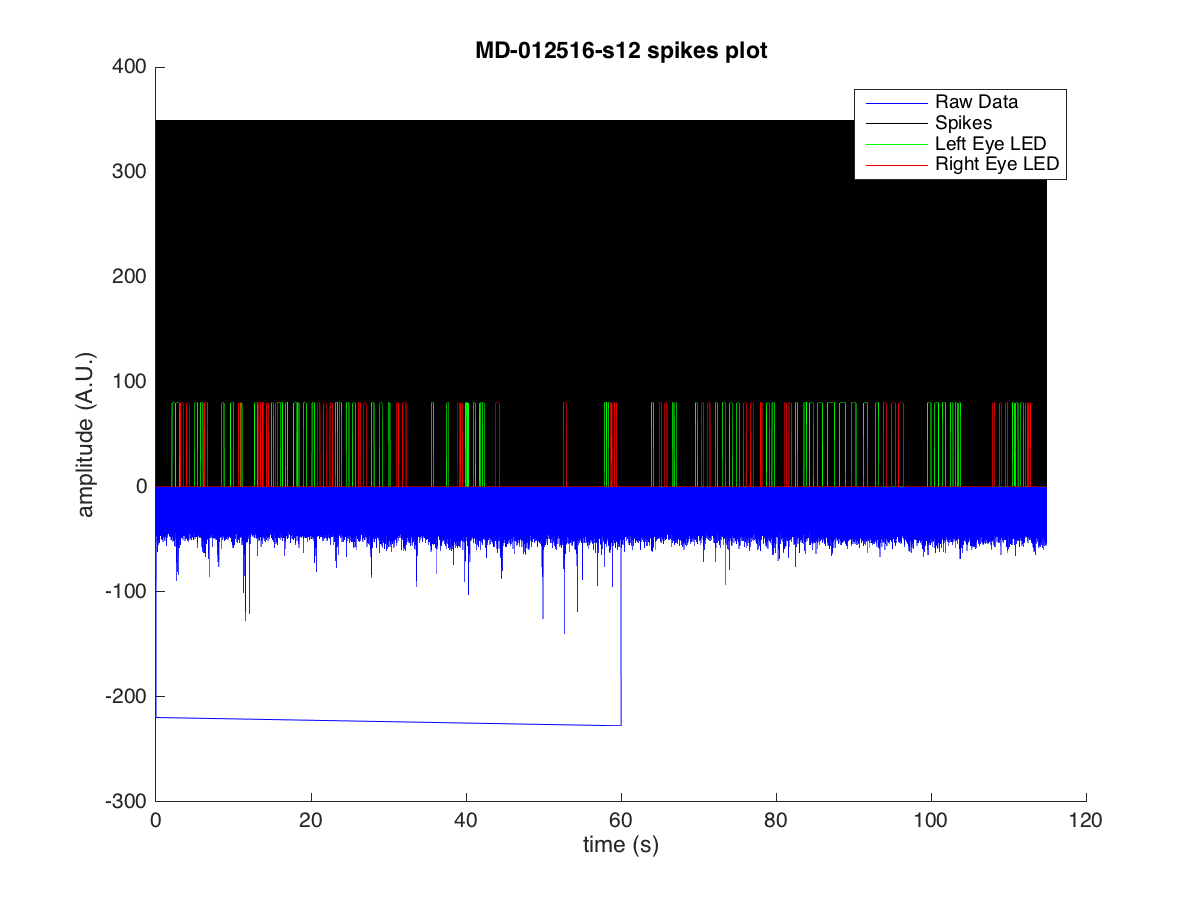 MD-012516-s12 spikes plot
400
300
200
100
0
-100
-200
-300
amplitude (A.U.)
Raw Data
Spikes
Left Eye LED
Right Eye LED
0 20 40 60 80 100 120
time (s)